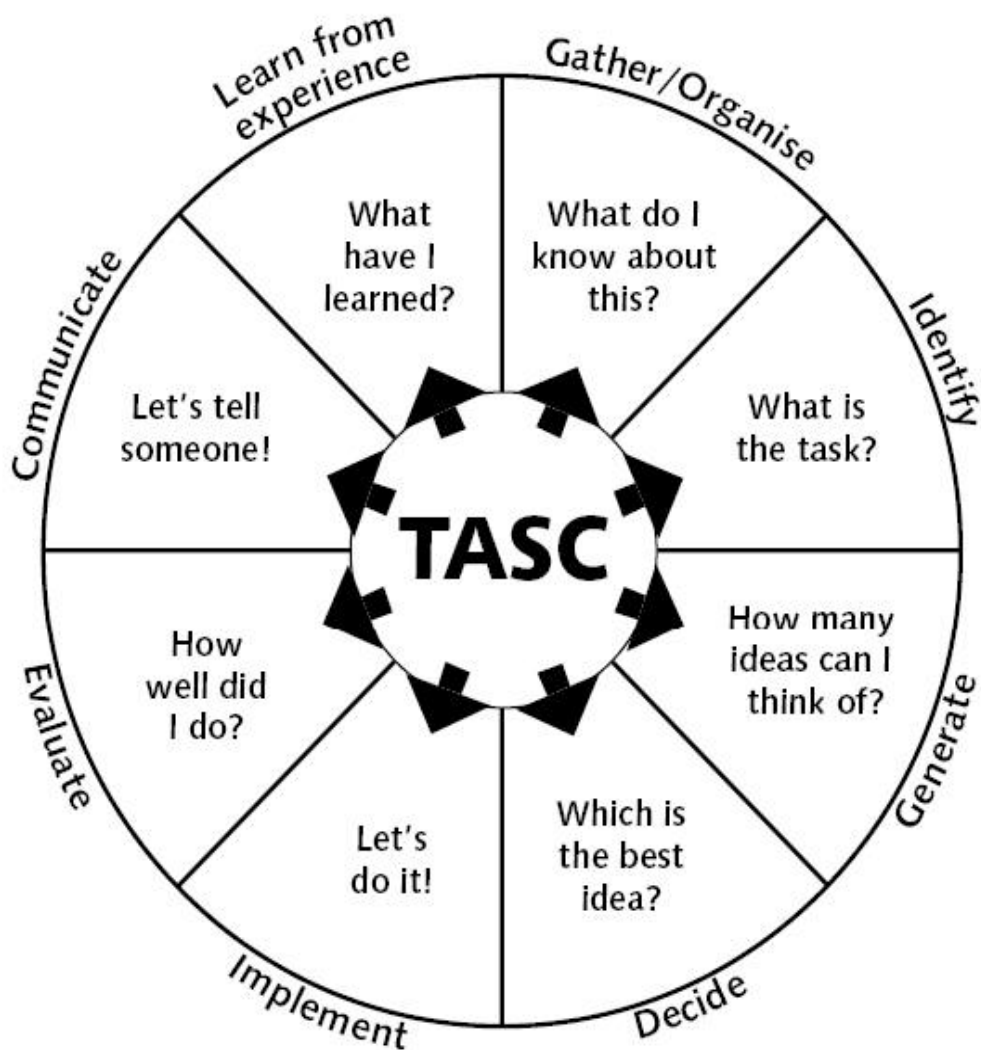 Gather/Organise
What do I
know about
this?
Identify
What is
the task?
Generate
How many
ideas can I
think of?
Decide
Which is
the best
idea?
Implement
Let's
do it!
Evaluate
How
well did
I do?
Communicate
Let's tell
someone!
Learn from
experience
What
have I
learned?
TASC